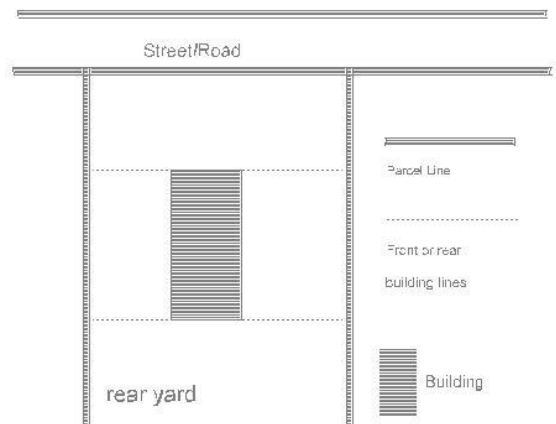 Street/Road
Parcel Line
Front or rear
building lines
Building
rear yard